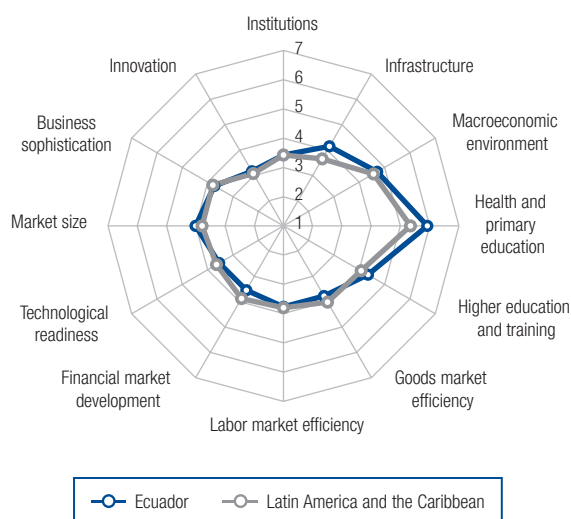 Institutions
Infrastructure
Macroeconomic
environment
Health and
primary
education
Higher education
and training
Goods market
efficiency
Labor market efficiency
Financial market
development
Technological
readiness
Market size
Business
sophistication
Innovation
7
6
5
4
3
2
1
Ecuador
Latin America and the Caribbean